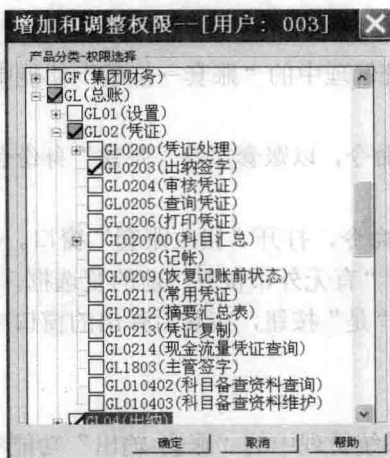 增加和调整权限--[用户: 003]
产品分类-权限选择
GF(集团财务)
GL(总账)
GL01(设置)
GL02(凭证)
GL0200(凭证处理)
GL0203(出纳签字)
GL0204(审核凭证)
GL0205(查询凭证)
GL0206(打印凭证)
GL020700(科目汇总)
GL0208(记帐)
GL0209(恢复记账前状态)
GL0211(常用凭证)
GL0212(摘要汇总表)
GL0213(凭证复制)
GL0214(现金流量凭证查询)
GL1803(主管签字)
GL010402(科目备查资料查询)
GL010403(科目备查资料维护)
GL04(出纳)
确定 取消 帮助